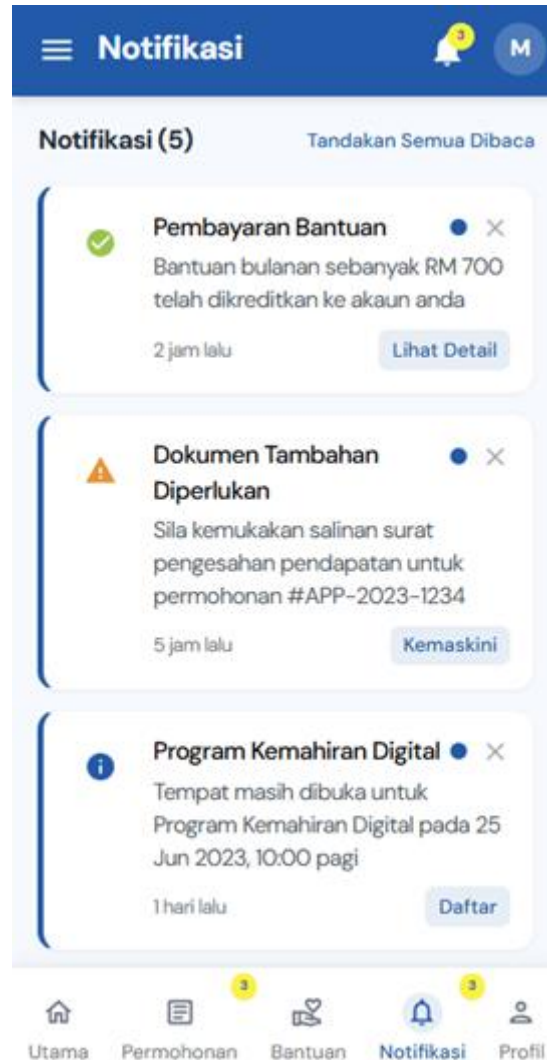 Notifikasi
3
M
Notifikasi (5)
Tandakan Semua Dibaca
Pembayaran Bantuan
Bantuan bulanan sebanyak RM 700
telah dikreditkan ke akaun anda
2 jam lalu
Lihat Detail
Dokumen Tambahan
Diperlukan
Sila kemukakan salinan surat
pengesahan pendapatan untuk
permohonan #APP-2023-1234
5 jam lalu
Kemaskini
Program Kemahiran Digital
Tempat masih dibuka untuk
Program Kemahiran Digital pada 25
Jun 2023, 10:00 pagi
1 hari lalu
Daftar
3
3
Utama
Permohonan
Bantuan
Notifikasi
Profil